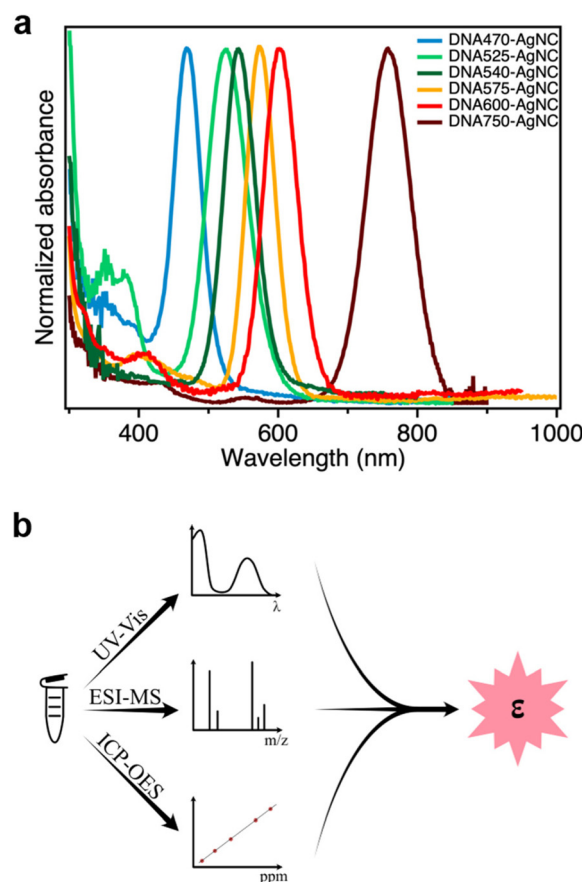 a
DNA470-AgNC
DNA525-AgNC
DNA540-AgNC
DNA575-AgNC
DNA600-AgNC
DNA750-AgNC
Normalized absorbance
400
600
800
1000
Wavelength (nm)
b
UV-Vis
λ
ESI-MS
m/z
ICP-OES
ppm
ε